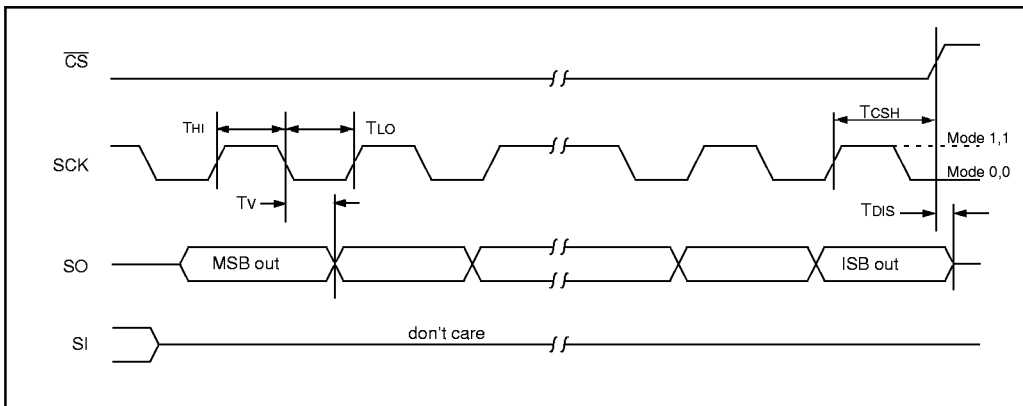 CS
THI
TLO
TCSH
Mode 1,1
SCK
Mode 0,0
TV
TDIS
SO
MSB out
ISB out
SI
don't care